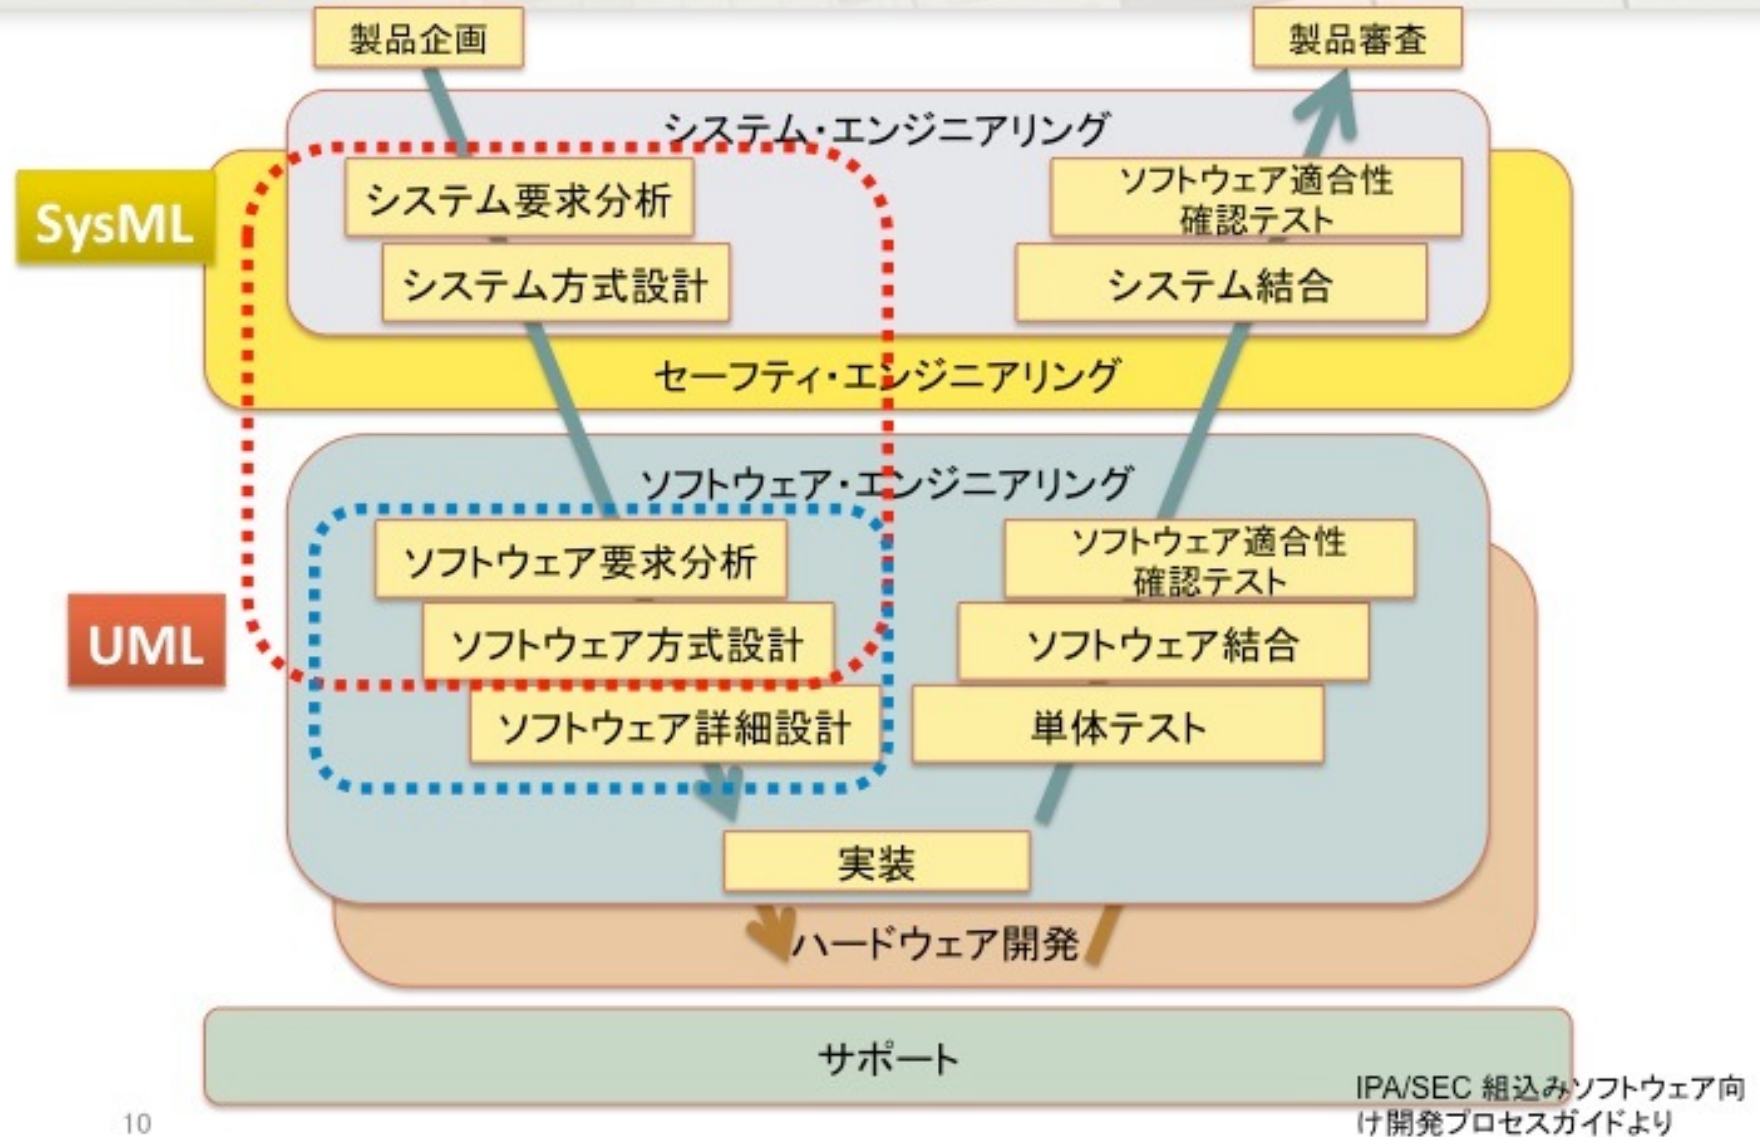 製品企画
製品審査
システム・エンジニアリング
SysML
システム要求分析
ソフトウェア適合性
確認テスト
システム方式設計
システム結合
セーフティ・エンジニアリング
ソフトウェア・エンジニアリング
UML
ソフトウェア要求分析
ソフトウェア適合性
確認テスト
ソフトウェア方式設計
ソフトウェア結合
ソフトウェア詳細設計
単体テスト
実装
ハードウェア開発
サポート
IPA/SEC 組込みソフトウェア向
け開発プロセスガイドより
10